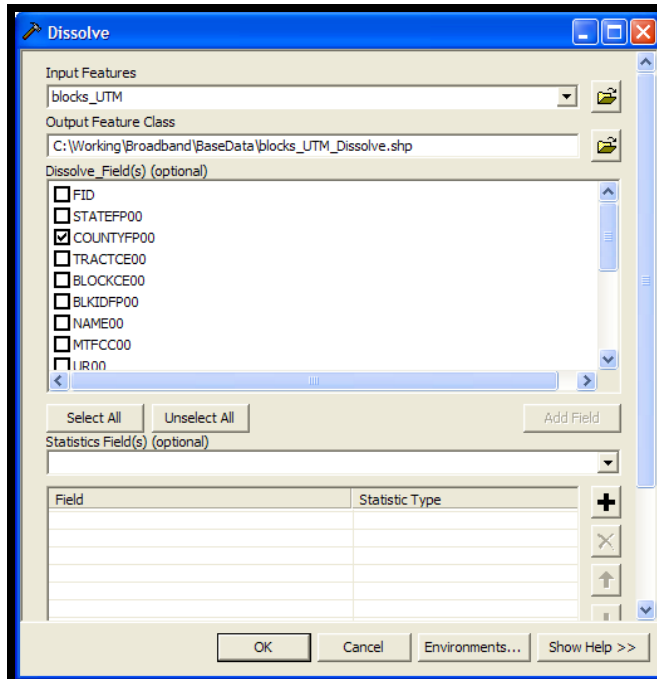 Dissolve
Input Features
blocks_UTM
Output Feature Class
C:\Working\Broadband\BaseData\blocks_UTM_Dissolve.shp
Dissolve_Field(s) (optional)
FID
STATEFP00
COUNTYFP00
TRACTCE00
BLOCKCE00
BLKIDFP00
NAME00
MTFCC00
UR00
Select All Unselect All Add Field
Statistics Field(s) (optional)
Field Statistic Type
OK Cancel Environments... Show Help >>